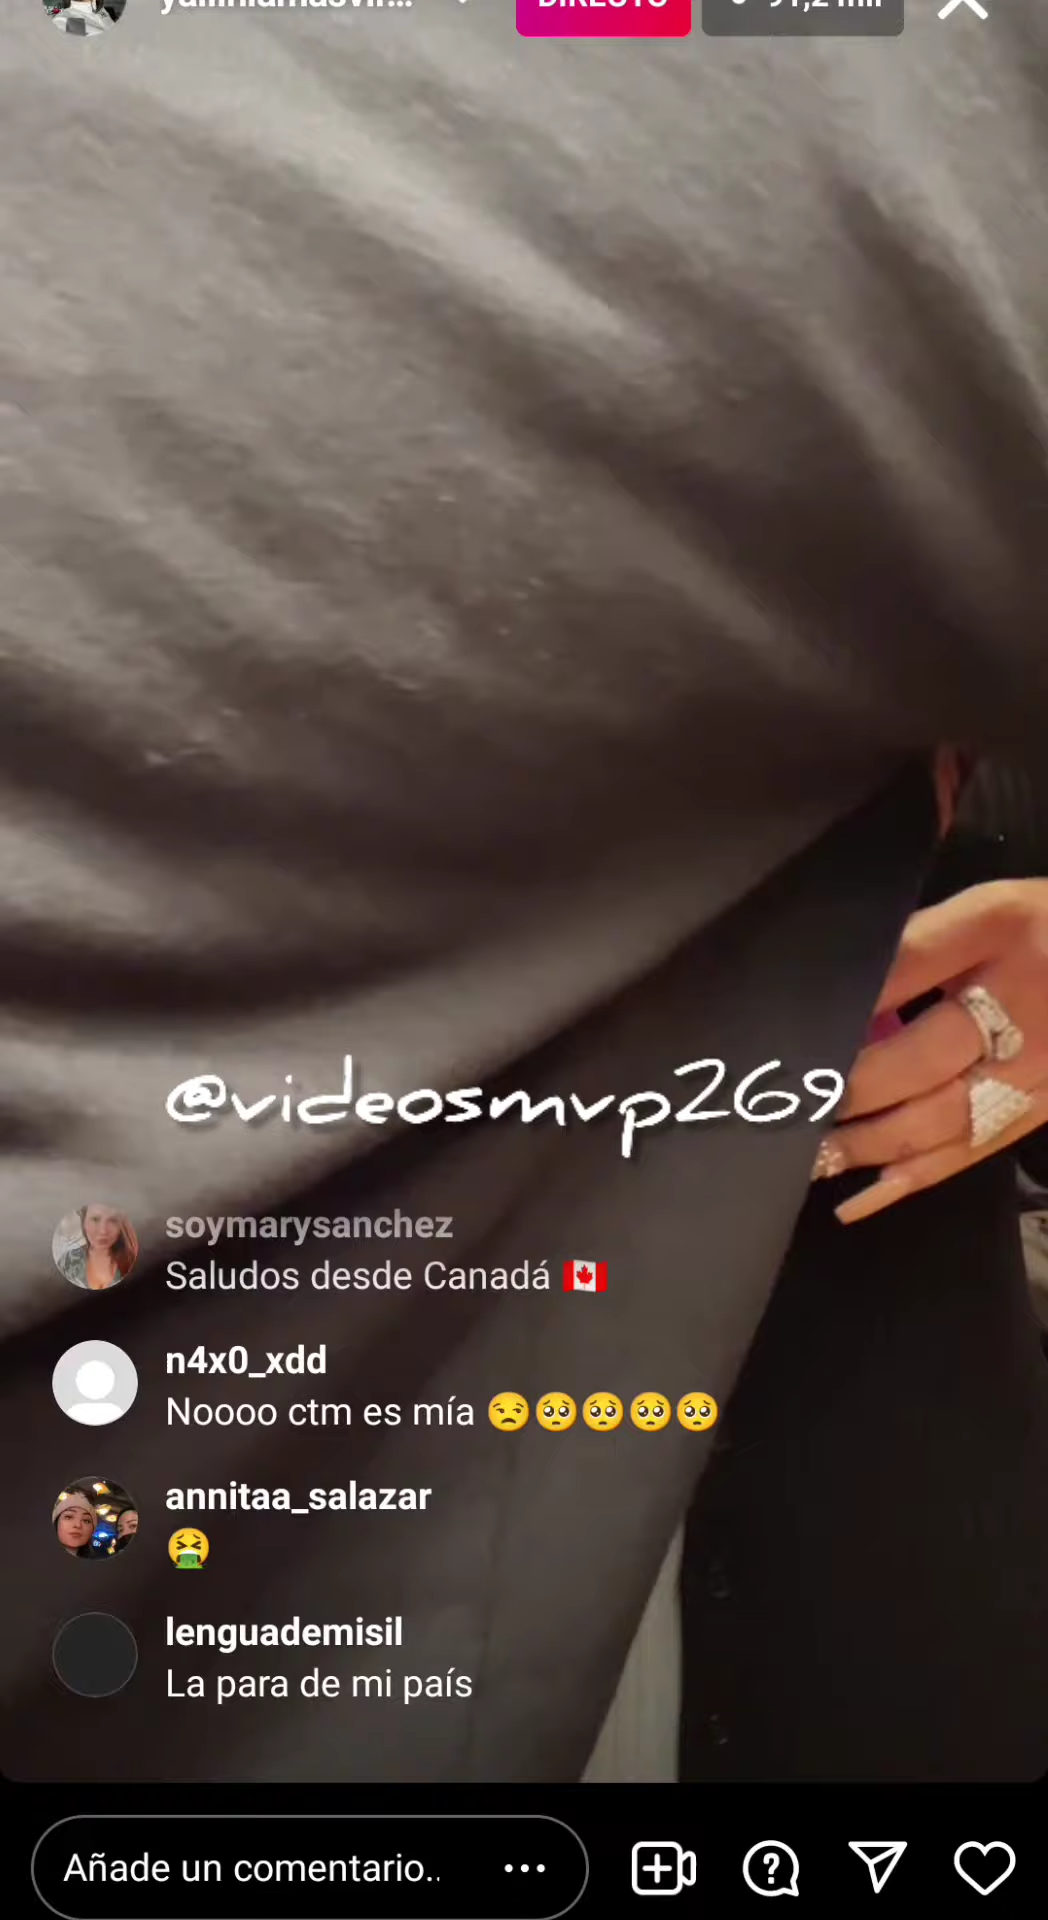 DIRECTO
@videosmvp269
soymarysanchez
Saludos desde Canadá 🇨🇦
n4x0_xdd
Noooo ctm es mía 😒🥺🥺🥺🥺
annitaa_salazar
🤮
lenguademisil
La para de mi país
Añade un comentario..